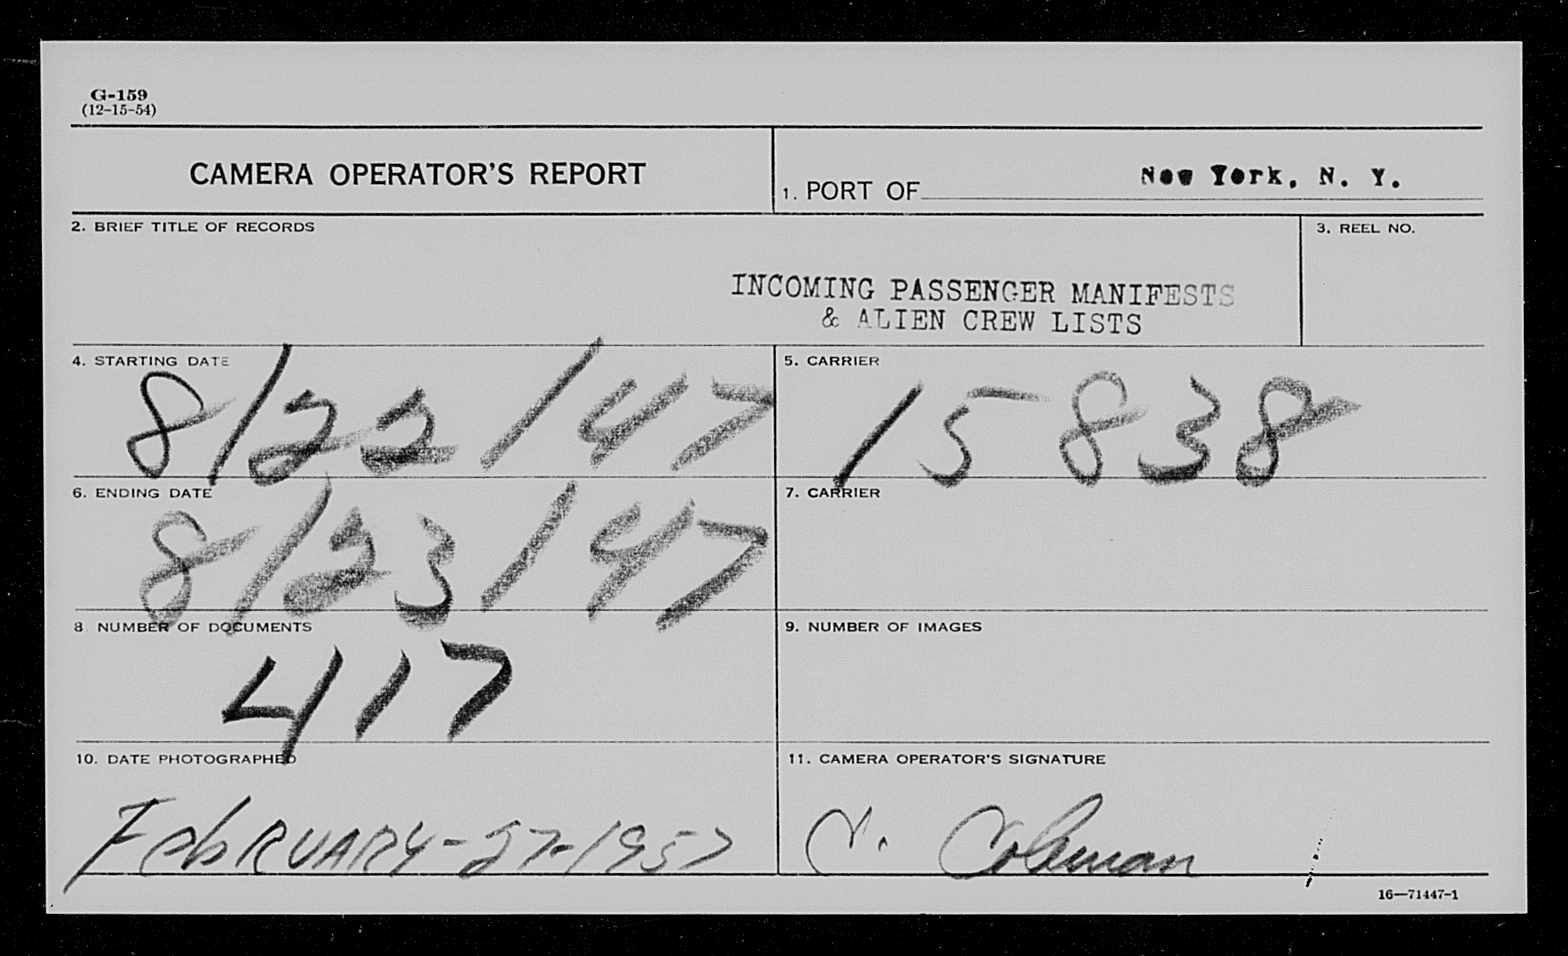 G-159
(12-15-54)
CAMERA OPERATOR'S REPORT
1. PORT OF New York, N. Y.
2. BRIEF TITLE OF RECORDS
3. REEL NO.
INCOMING PASSENGER MANIFESTS
& ALIEN CREW LISTS
4. STARTING DATE
8/22/47
5. CARRIER
15838
6. ENDING DATE
8/23/47
7. CARRIER
8 NUMBER OF DOCUMENTS
417
9. NUMBER OF IMAGES
10. DATE PHOTOGRAPHED
FebRUARY-27-1957
11. CAMERA OPERATOR'S SIGNATURE
Coleman
16—71447-1